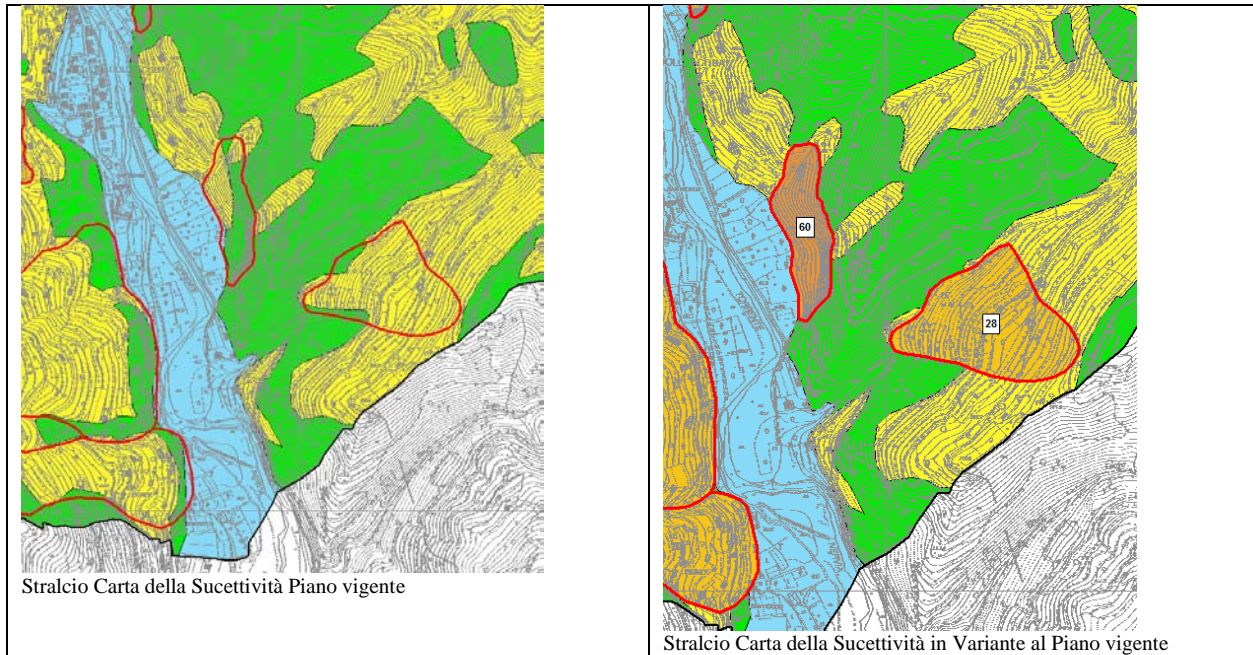 60
28
Stralcio Carta della Sucettività Piano vigente
Stralcio Carta della Sucettività in Variante al Piano vigente